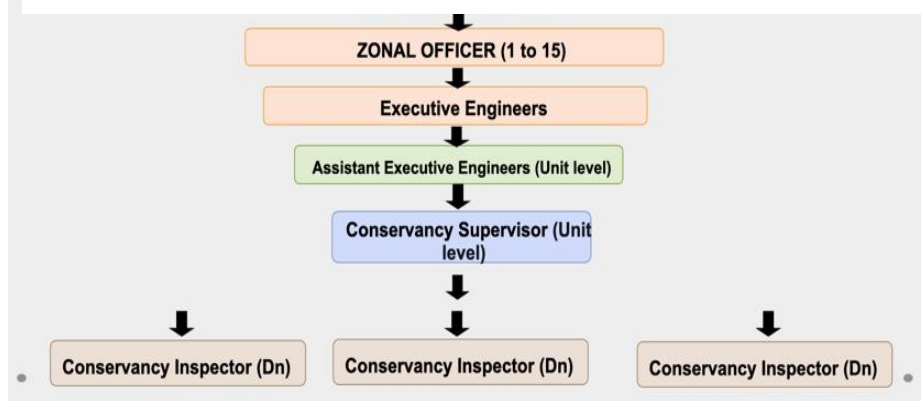 ZONAL OFFICER (1 to 15)
Executive Engineers
Assistant Executive Engineers (Unit level)
Conservancy Supervisor (Unit
level)
Conservancy Inspector (Dn)
Conservancy Inspector (Dn)
Conservancy Inspector (Dn)